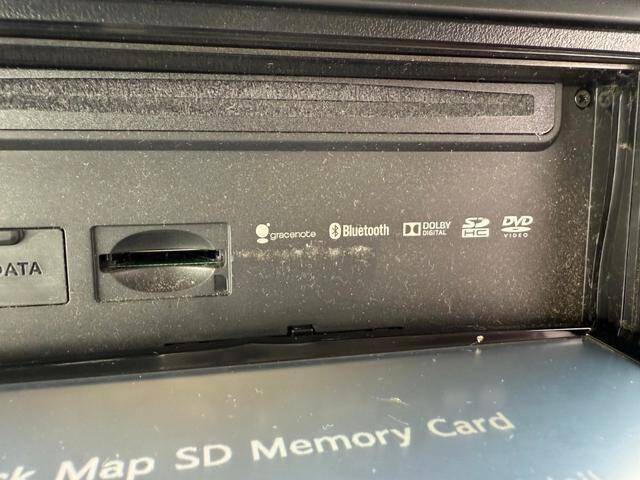 DATA
gracenote Bluetooth DOLBY DIGITAL SD HC DVD VIDEO
Map SD Memory Card